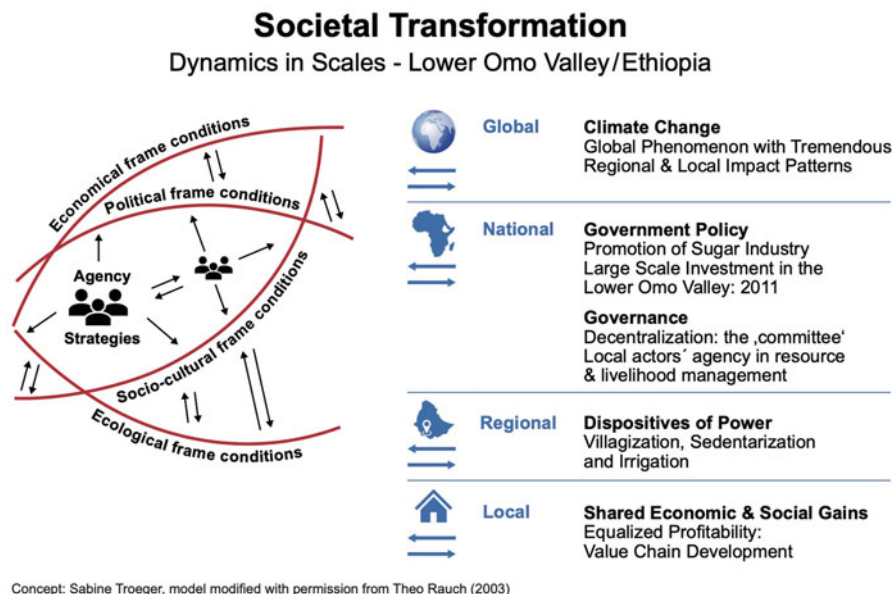 Societal Transformation
Dynamics in Scales - Lower Omo Valley/Ethiopia
Economical frame conditions
Political frame conditions
Agency
Strategies
Socio-cultural frame conditions
Ecological frame conditions
Global
Climate Change
Global Phenomenon with Tremendous
Regional & Local Impact Patterns
National
Government Policy
Promotion of Sugar Industry
Large Scale Investment in the
Lower Omo Valley: 2011
Governance
Decentralization: the ‚committee‘
Local actors´ agency in resource
& livelihood management
Regional
Dispositives of Power
Villagization, Sedentarization
and Irrigation
Local
Shared Economic & Social Gains
Equalized Profitability:
Value Chain Development
Concept: Sabine Troeger, model modified with permission from Theo Rauch (2003)